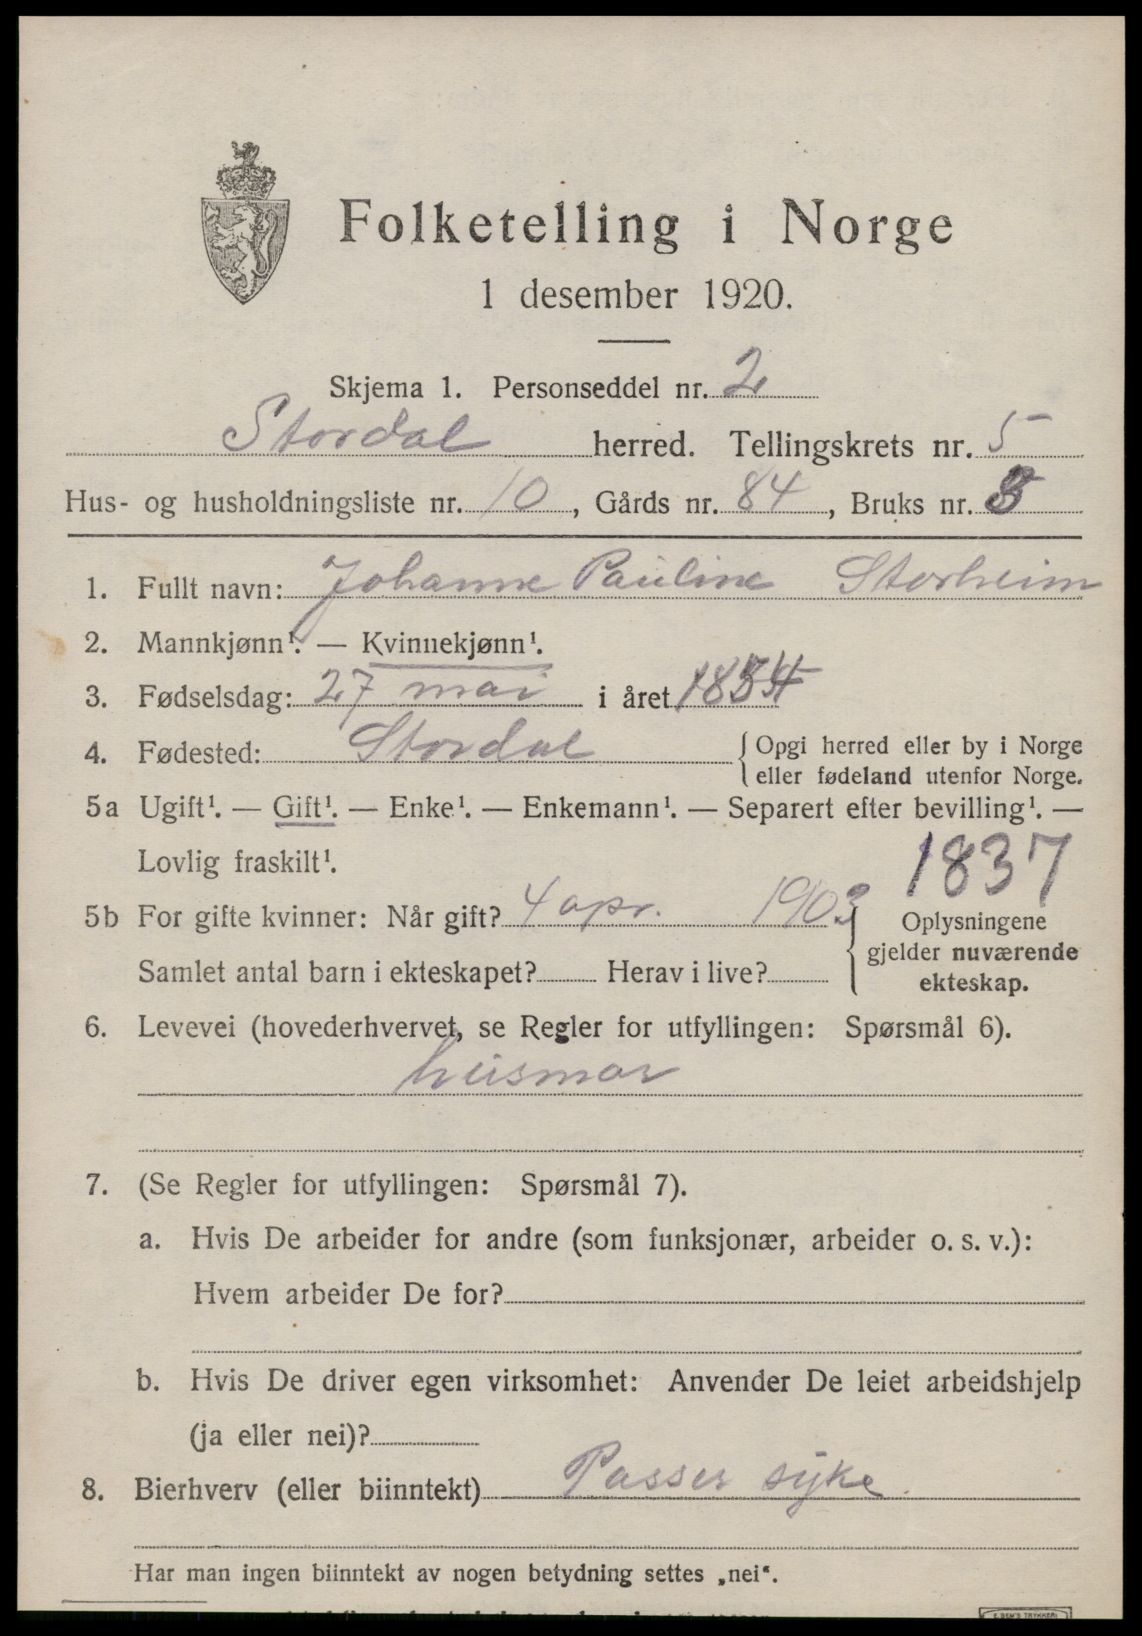 Folketelling i Norge
1 desember 1920.
Skjema 1. Personseddel nr. 2
Stordal herred. Tellingskrets nr. 5
Hus- og husholdningsliste nr. 10, Gårds nr. 84, Bruks nr.
1. Fullt navn: Johanne Pauline Storheim
2. Mannkjønn¹. — Kvinnekjønn¹.
3. Fødselsdag: 27 mai i året 1854
4. Fødested: Stordal { Opgi herred eller by i Norge
eller fødeland utenfor Norge.
5a Ugift¹. — Gift¹. — Enke¹. — Enkemann¹. — Separert efter bevilling¹. —
Lovlig fraskilt¹.
1837
5b For gifte kvinner: Når gift? 4 apr. 1903 { Oplysningene
gjelder nuværende
Samlet antal barn i ekteskapet? Herav i live?
ekteskap.
6. Levevei (hovederhvervet, se Regler for utfyllingen: Spørsmål 6).
husmor
7. (Se Regler for utfyllingen: Spørsmål 7).
a. Hvis De arbeider for andre (som funksjonær, arbeider o. s. v.):
Hvem arbeider De for?
b. Hvis De driver egen virksomhet: Anvender De leiet arbeidshjelp
(ja eller nei)?
8. Bierhverv (eller biinntekt) Passer syke.
Har man ingen biinntekt av nogen betydning settes „nei“.